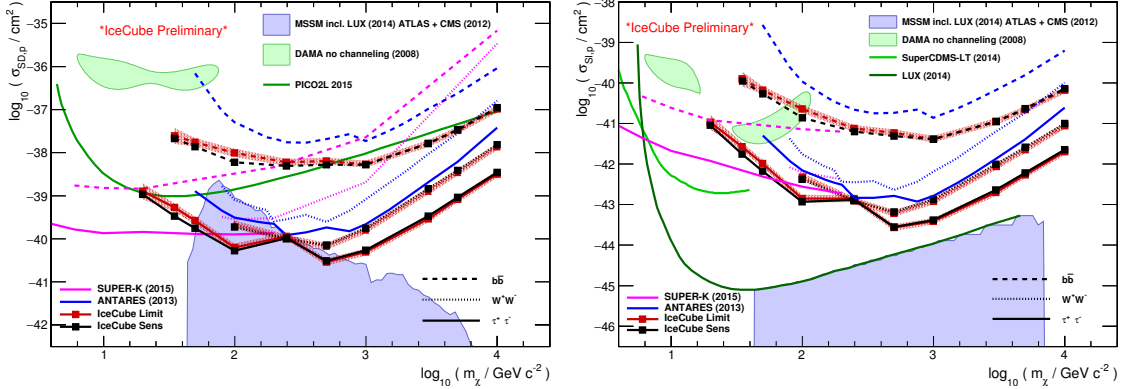 *IceCube Preliminary*
MSSM incl. LUX (2014) ATLAS + CMS (2012)
DAMA no channeling (2008)
PICO2L 2015
log₁₀ ( σSD,p / cm² )
−36
−37
−38
−39
−40
−41
−42
SUPER-K (2015)
ANTARES (2013)
IceCube Limit
IceCube Sens
bb̄
W⁺W⁻
τ⁺ τ⁻
1 2 3 4
log₁₀ ( mχ / GeV c⁻² )
*IceCube Preliminary*
MSSM incl. LUX (2014) ATLAS + CMS (2012)
DAMA no channeling (2008)
SuperCDMS-LT (2014)
LUX (2014)
log₁₀ ( σSI,p / cm² )
−38
−39
−40
−41
−42
−43
−44
−45
−46
SUPER-K (2015)
ANTARES (2013)
IceCube Limit
IceCube Sens
bb̄
W⁺W⁻
τ⁺ τ⁻
1 2 3 4
log₁₀ ( mχ / GeV c⁻² )